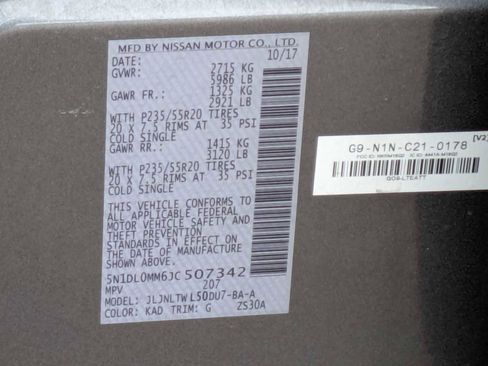 MFD BY NISSAN MOTOR CO., LTD.
DATE: 10/17
GVWR: 2715 KG
5986 LB
GAWR FR.: 1325 KG
2921 LB
WITH P235/55R20 TIRES
20 X 7.5 RIMS AT 35 PSI
COLD SINGLE
GAWR RR.: 1415 KG
3120 LB
WITH P235/55R20 TIRES
20 X 7.5 RIMS AT 35 PSI
COLD SINGLE
THIS VEHICLE CONFORMS TO
ALL APPLICABLE FEDERAL
MOTOR VEHICLE SAFETY AND
THEFT PREVENTION
STANDARDS IN EFFECT ON
THE DATE OF MANUFACTURE
SHOWN ABOVE.
5N1DL0MM6JC507342
MPV 207
MODEL: JLJNLTWL50DU7-BA-A
COLOR: KAD TRIM: G ZS30A
[V2]
G9-N1N-C21-0178
GO9-LTEATT